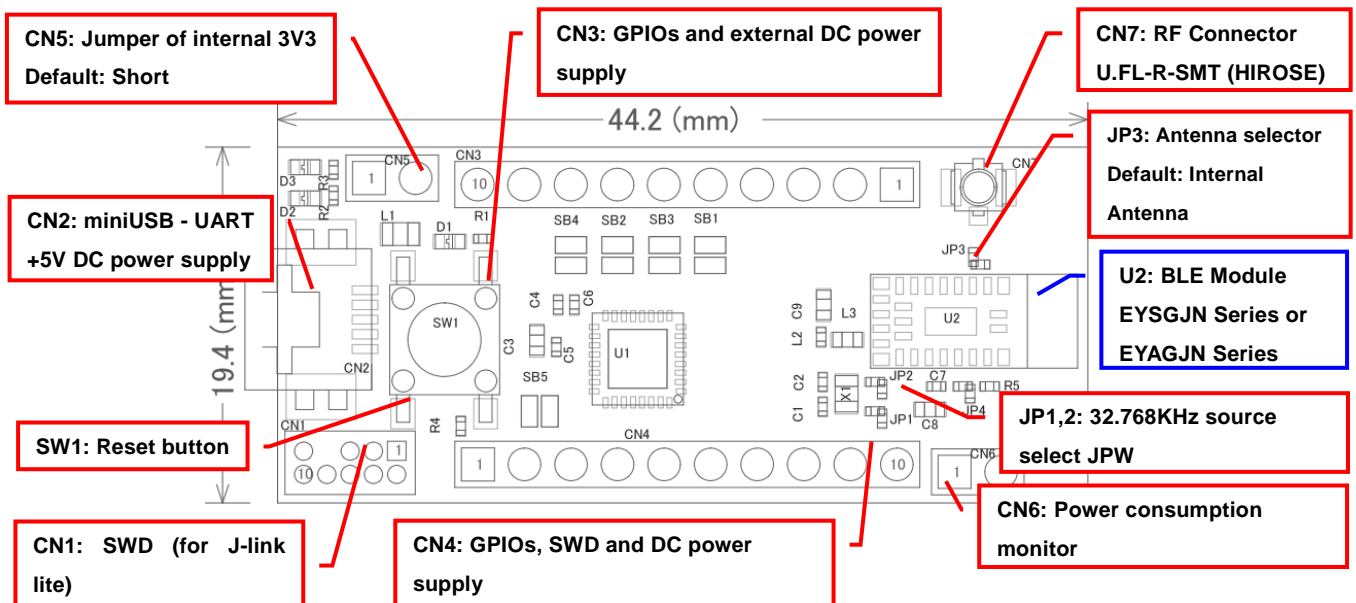 CN5: Jumper of internal 3V3
Default: Short
CN3: GPIOs and external DC power
supply
CN7: RF Connector
U.FL-R-SMT (HIROSE)
44.2 (mm)
JP3: Antenna selector
Default: Internal
Antenna
CN5
CN3
CN7
D3
R3
1
10
1
D2
R2
CN2: miniUSB - UART
+5V DC power supply
L1
D1
R1
SB4
SB2
SB3
SB1
JP3
U2: BLE Module
EYSGJN Series or
EYAGJN Series
19.4 (mm)
SW1
C4
C6
C3
C5
U1
C9
L3
L2
U2
CN2
SB5
C2
C1
X1
JP2
JP1
C7
C8
R5
JP4
JP1,2: 32.768KHz source
select JPW
SW1: Reset button
CN1
1
10
R4
CN4
1
10
CN6
1
CN6: Power consumption
monitor
CN1: SWD (for J-link
lite)
CN4: GPIOs, SWD and DC power
supply